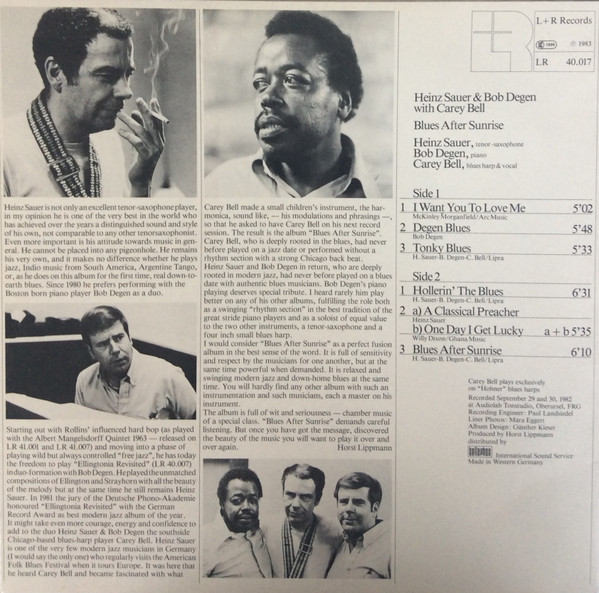 Heinz Sauer is not only an excellent tenor-saxophone player,
in my opinion he is one of the very best in the world who
has achieved over the years a distinguished sound and style
of his own, not comparable to any other tenorsaxophonist.
Even more important is his attitude towards music in gen-
eral. He cannot be placed into any pigeonhole. He remains
his very own, and it makes no difference whether he plays
jazz, Indio music from South America, Argentine Tango,
or, as he does on this album for the first time, real down-to-
earth blues. Since 1980 he prefers performing with the
Boston born piano player Bob Degen as a duo.
Starting out with Rollins' influenced hard bop (as played
with the Albert Mangelsdorff Quintet 1963 — released on
LR 41.001 and LR 41.007) and moving into a phase of
playing wild but always controlled "free jazz", he has today
the freedom to play "Ellingtonia Revisited" (LR 40.007)
in duo-formation with Bob Degen. He played the unmatched
compositions of Ellington and Strayhorn with all the beauty
of the melody but at the same time he still remains Heinz
Sauer. In 1981 the jury of the Deutsche Phono-Akademie
honoured "Ellingtonia Revisited" with the German
Record Award as best modern jazz album of the year.
It might take even more courage, energy and confidence to
add to the duo Heinz Sauer & Bob Degen the southside
Chicago-based blues-harp player Carey Bell. Heinz Sauer
is one of the very few modern jazz musicians in Germany
(I would say the only one) who regularly visits the American
Folk Blues Festival when it tours Europe. It was here that
he heard Carey Bell and became fascinated with what
Carey Bell made a small children's instrument, the har-
monica, sound like, — his modulations and phrasings —,
so that he asked to have Carey Bell on his next record
session. The result is the album "Blues After Sunrise".
Carey Bell, who is deeply rooted in the blues, had never
before played on a jazz date or performed without a
rhythm section with a strong Chicago back beat.
Heinz Sauer and Bob Degen in return, who are deeply
rooted in modern jazz, had never before played on a blues
date with authentic blues musicians. Bob Degen's piano
playing deserves special tribute. I heard rarely him play
better on any of his other albums, fulfilling the role both
as a swinging "rhythm section" in the best tradition of the
great stride piano players and as a soloist of equal value
to the two other instruments, a tenor-saxophone and a
four inch small blues harp.
I would consider "Blues After Sunrise" as a perfect fusion
album in the best sense of the word. It is full of sensitivity
and respect by the musicians for one another, but at the
same time powerful when demanded. It is relaxed and
swinging modern jazz and down-home blues at the same
time. You will hardly find any other album with such an
instrumentation and such musicians, each a master on his
instrument.
The album is full of wit and seriousness — chamber music
of a special class. "Blues After Sunrise" demands careful
listening. But once you have got the message, discovered
the beauty of the music you will want to play it over and
over again. Horst Lippmann
L+R Records
℗ 1983
LR 40.017
Heinz Sauer & Bob Degen
with Carey Bell
Blues After Sunrise
Heinz Sauer, tenor-saxophone
Bob Degen, piano
Carey Bell, blues harp & vocal
Side 1
1 I Want You To Love Me 5'02
McKinley Morganfield/Arc Music
2 Degen Blues 5'48
Bob Degen
3 Tonky Blues 5'33
H. Sauer-B. Degen-C. Bell/Lipra
Side 2
1 Hollerin' The Blues 6'31
H. Sauer-B. Degen-C. Bell/Lipra
2 a) A Classical Preacher
Heinz Sauer
b) One Day I Get Lucky a + b 5'35
Willy Dixon/Ghana Music
3 Blues After Sunrise 6'10
H. Sauer-B. Degen-C. Bell/Lipra
Carey Bell plays exclusively
on "Hohner" blues harps
Recorded September 29 and 30, 1982
at Audiolab Tonstudio, Oberursel, FRG
Recording Engineer: Paul Landsiedel
Liner Photos: Mara Eggert
Album Design: Günther Kieser
Produced by Horst Lippmann
distributed by
International Sound Service
Made in Western Germany